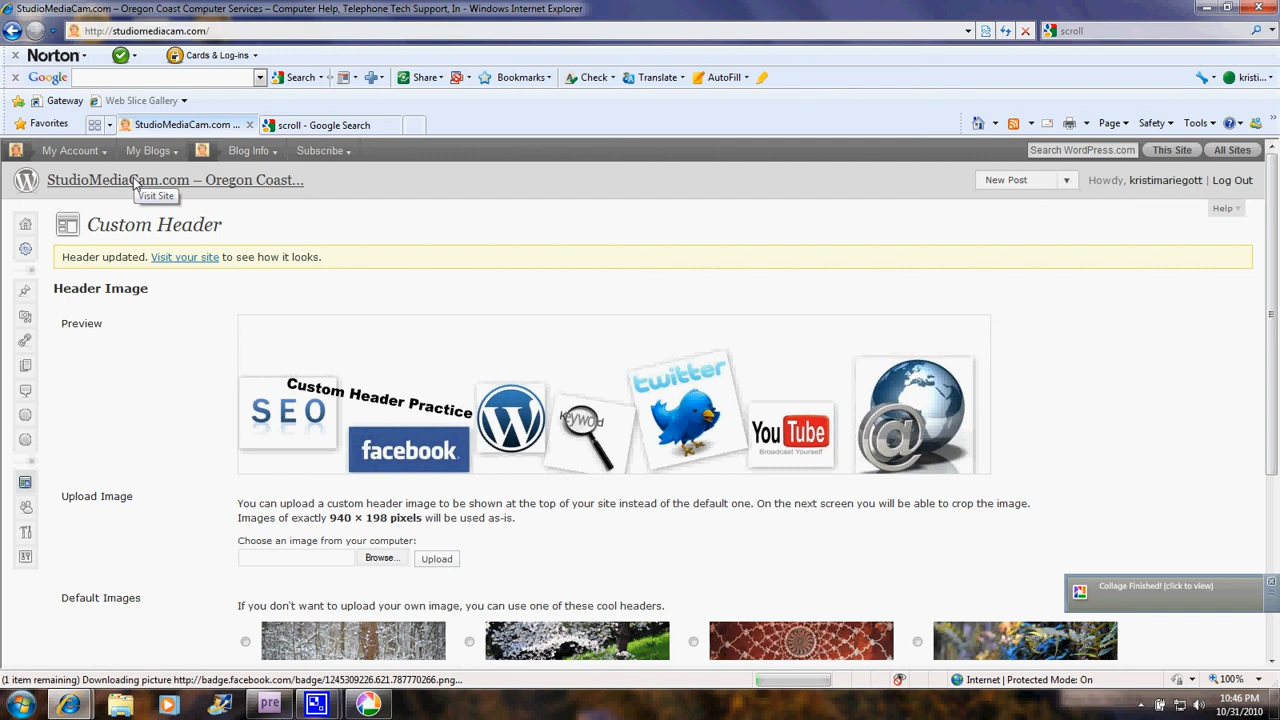 StudioMediaCam.com – Oregon Coast Computer Services – Computer Help, Telephone Tech Support, In - Windows Internet Explorer
http://studiomediacam.com/
scroll
Norton
Cards & Log-ins
Google
Search
Share
Bookmarks
Check
Translate
AutoFill
kristi...
Gateway
Web Slice Gallery
Favorites
StudioMediaCam.com ...
scroll - Google Search
Page
Safety
Tools
My Account
My Blogs
Blog Info
Subscribe
Search WordPress.com
This Site
All Sites
StudioMediaCam.com – Oregon Coast...
New Post
Howdy, kristimariegott | Log Out
Visit Site
Help
Custom Header
Header updated. Visit your site to see how it looks.
Header Image
Preview
SEO
Custom Header Practice
facebook
W
KEYWOrd
twitter
YouTube
Broadcast Yourself
@
Upload Image
You can upload a custom header image to be shown at the top of your site instead of the default one. On the next screen you will be able to crop the image.
Images of exactly 940 × 198 pixels will be used as-is.
Choose an image from your computer:
Browse...
Upload
Collage Finished! (click to view)
Default Images
If you don't want to upload your own image, you can use one of these cool headers.
(1 item remaining) Downloading picture http://badge.facebook.com/badge/1245309226.621.787770266.png...
Internet | Protected Mode: On
100%
pre
10:46 PM
10/31/2010